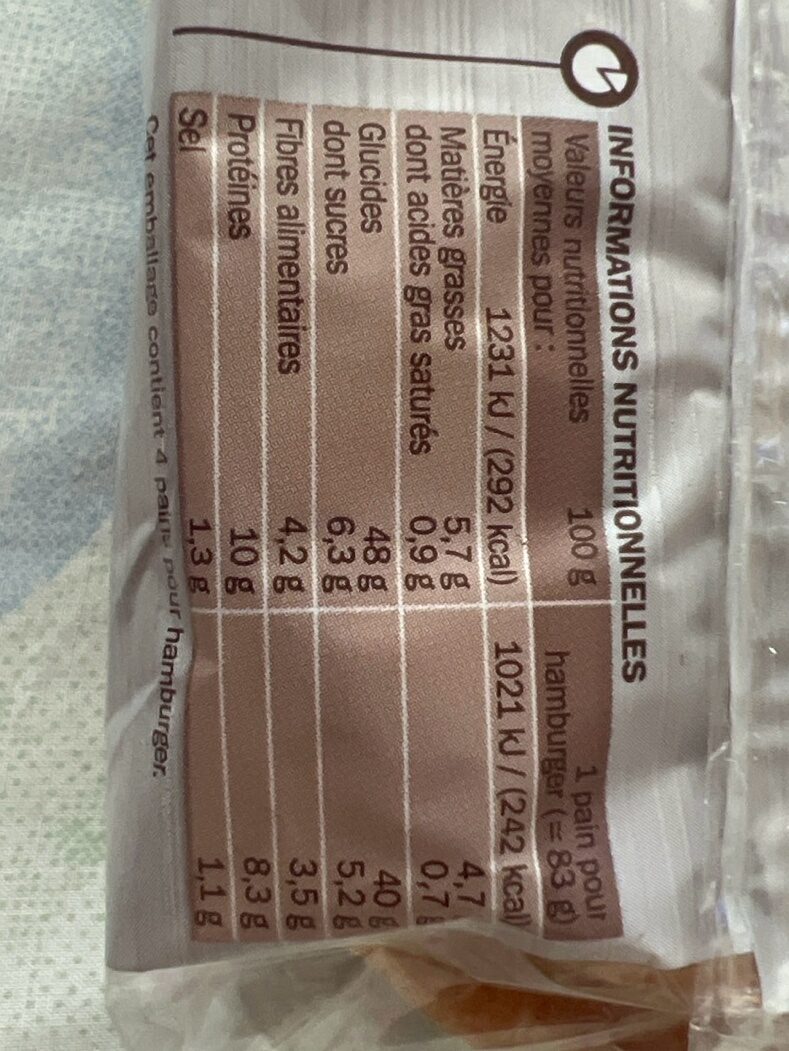 INFORMATIONS NUTRITIONNELLES
Valeurs nutritionnelles moyennes pour : 100 g 1 pain pour hamburger (= 83 g)
Énergie 1231 kJ / (292 kcal) 1021 kJ / (242 kcal)
Matières grasses 5,7 g 4,7
dont acides gras saturés 0,9 g 0,7 g
Glucides 48 g 40 g
dont sucres 6,3 g 5,2 g
Fibres alimentaires 4,2 g 3,5 g
Protéines 10 g 8,3 g
Sel 1,3 g 1,1 g
Cet emballage contient 4 pains pour hamburger.